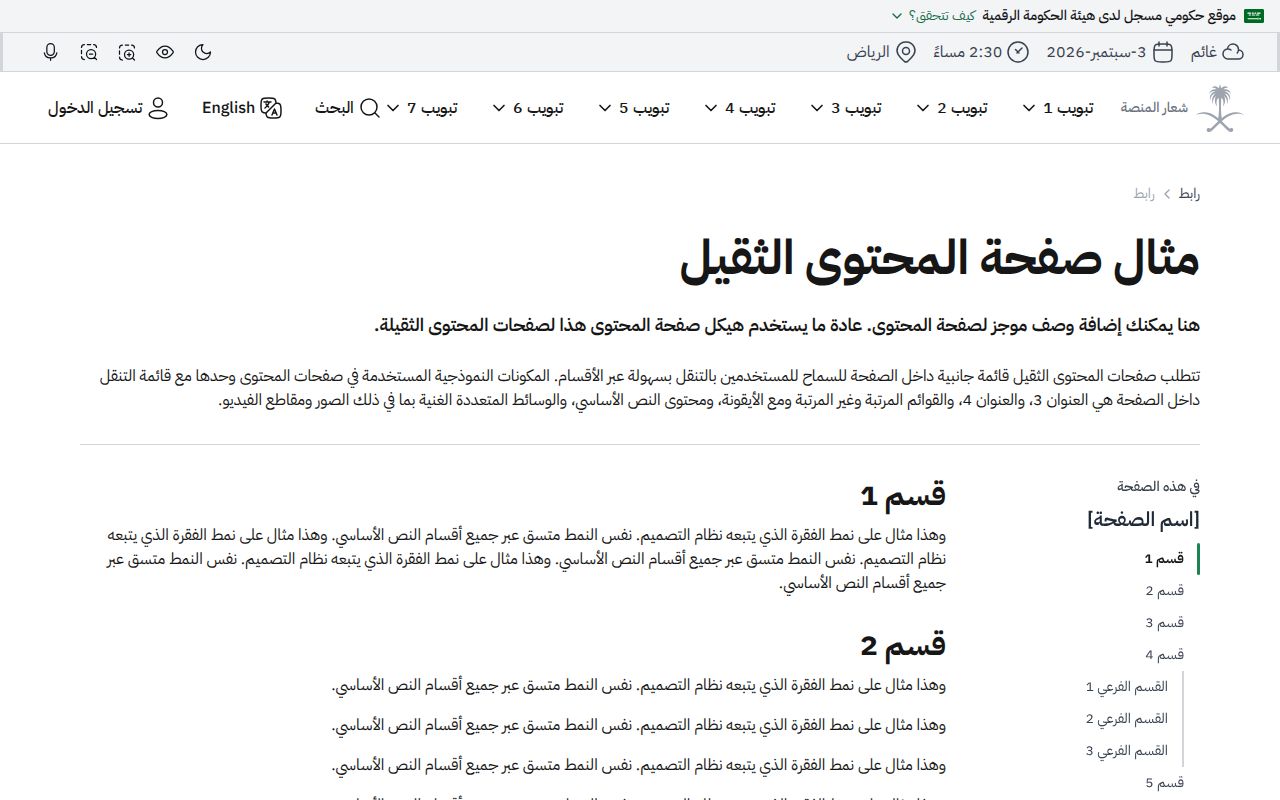 موقع حكومي مسجل لدى هيئة الحكومة الرقمية كيف تتحقق؟
غائم 3-سبتمبر-2026 2:30 مساءً الرياض
شعار المنصة تبويب 1 تبويب 2 تبويب 3 تبويب 4 تبويب 5 تبويب 6 تبويب 7 البحث English تسجيل الدخول
رابط رابط
مثال صفحة المحتوى الثقيل
هنا يمكنك إضافة وصف موجز لصفحة المحتوى. عادة ما يستخدم هيكل صفحة المحتوى هذا لصفحات المحتوى الثقيلة.
تتطلب صفحات المحتوى الثقيل قائمة جانبية داخل الصفحة للسماح للمستخدمين بالتنقل بسهولة عبر الأقسام. المكونات النموذجية المستخدمة في صفحات المحتوى وحدها مع قائمة التنقل
داخل الصفحة هي العنوان 3، والعنوان 4، والقوائم المرتبة وغير المرتبة ومع الأيقونة، ومحتوى النص الأساسي، والوسائط المتعددة الغنية بما في ذلك الصور ومقاطع الفيديو.
في هذه الصفحة
[اسم الصفحة]
قسم 1
قسم 2
قسم 3
قسم 4
القسم الفرعي 1
القسم الفرعي 2
القسم الفرعي 3
قسم 5
قسم 1
وهذا مثال على نمط الفقرة الذي يتبعه نظام التصميم. نفس النمط متسق عبر جميع أقسام النص الأساسي. وهذا مثال على نمط الفقرة الذي يتبعه
نظام التصميم. نفس النمط متسق عبر جميع أقسام النص الأساسي. وهذا مثال على نمط الفقرة الذي يتبعه نظام التصميم. نفس النمط متسق عبر
جميع أقسام النص الأساسي.
قسم 2
وهذا مثال على نمط الفقرة الذي يتبعه نظام التصميم. نفس النمط متسق عبر جميع أقسام النص الأساسي.
وهذا مثال على نمط الفقرة الذي يتبعه نظام التصميم. نفس النمط متسق عبر جميع أقسام النص الأساسي.
وهذا مثال على نمط الفقرة الذي يتبعه نظام التصميم. نفس النمط متسق عبر جميع أقسام النص الأساسي.